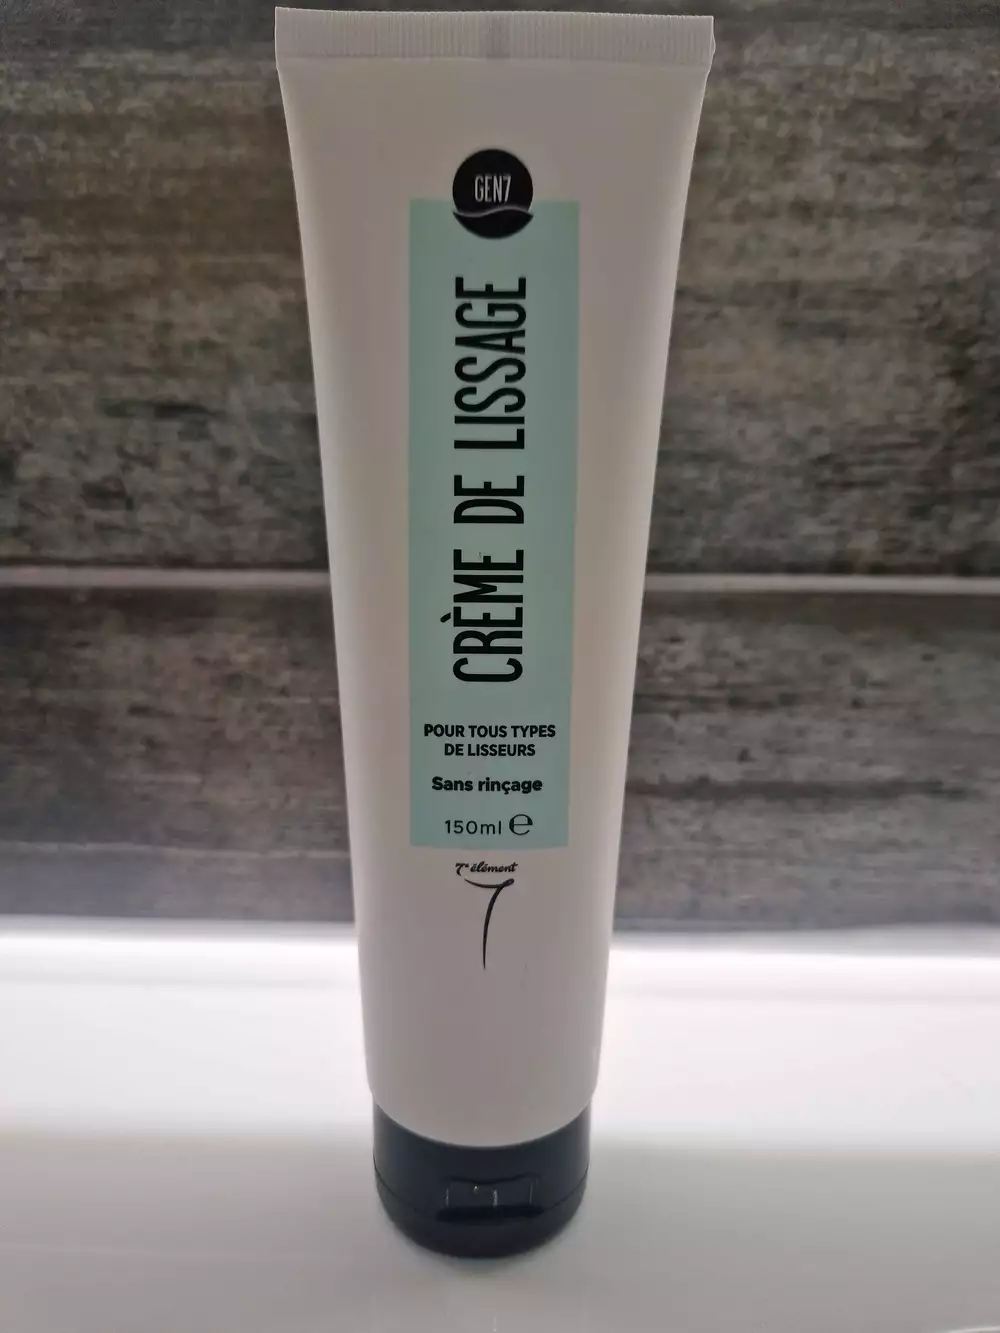 GEN7
CRÈME DE LISSAGE
POUR TOUS TYPES
DE LISSEURS
Sans rinçage
150ml ℮
7e élément
7